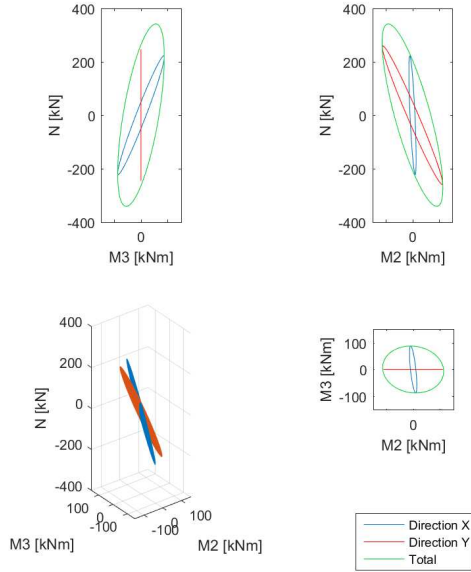 400
200
0
-200
-400
N [kN]
0
M3 [kNm]
400
200
0
-200
-400
N [kN]
0
M2 [kNm]
400
200
0
-200
-400
N [kN]
100
0
-100
M3 [kNm]
100
0
-100
M2 [kNm]
100
0
-100
M3 [kNm]
0
M2 [kNm]
Direction X
Direction Y
Total